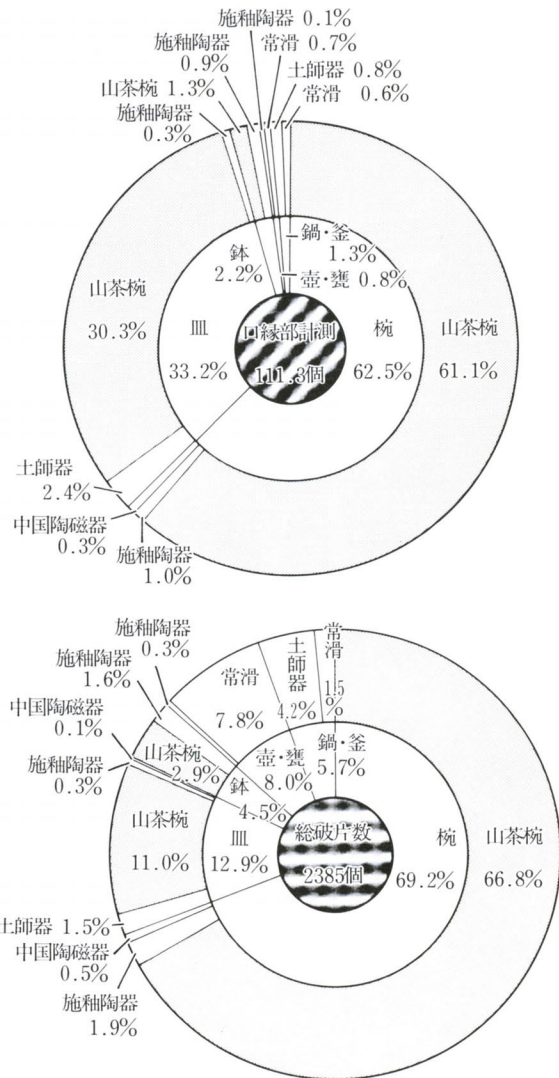 施釉陶器 0.1%
施釉陶器
0.9%
常滑
0.7%
土師器 0.8%
山茶椀 1.3%
常滑 0.6%
施釉陶器
0.3%
鍋・釜
1.3%
鉢
2.2%
壺・甕 0.8%
山茶椀
30.3%
皿
33.2%
口縁部計測
111.3個
椀
62.5%
山茶椀
61.1%
土師器
2.4%
中国陶磁器
0.3%
施釉陶器
1.0%
施釉陶器
0.3%
施釉陶器
1.6%
常滑
7.8%
土師器
4.2%
常滑
1.5
%
中国陶磁器
0.1%
山茶椀
2.9%
壺・甕
8.0%
鍋・釜
5.7%
施釉陶器
0.3%
鉢
4.5%
山茶椀
11.0%
皿
12.9%
総破片数
2385個
椀
69.2%
山茶椀
66.8%
土師器 1.5%
中国陶磁器
0.5%
施釉陶器
1.9%